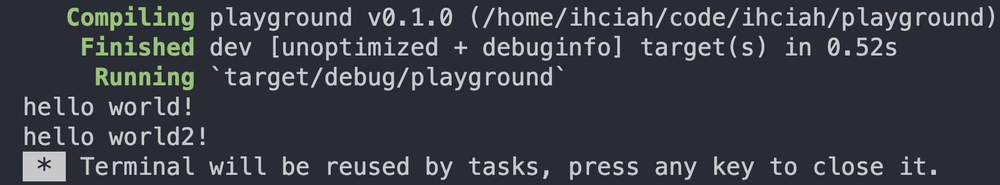 Compiling playground v0.1.0 (/home/ihciah/code/ihciah/playground)
Finished dev [unoptimized + debuginfo] target(s) in 0.52s
Running `target/debug/playground`
hello world!
hello world2!
* Terminal will be reused by tasks, press any key to close it.